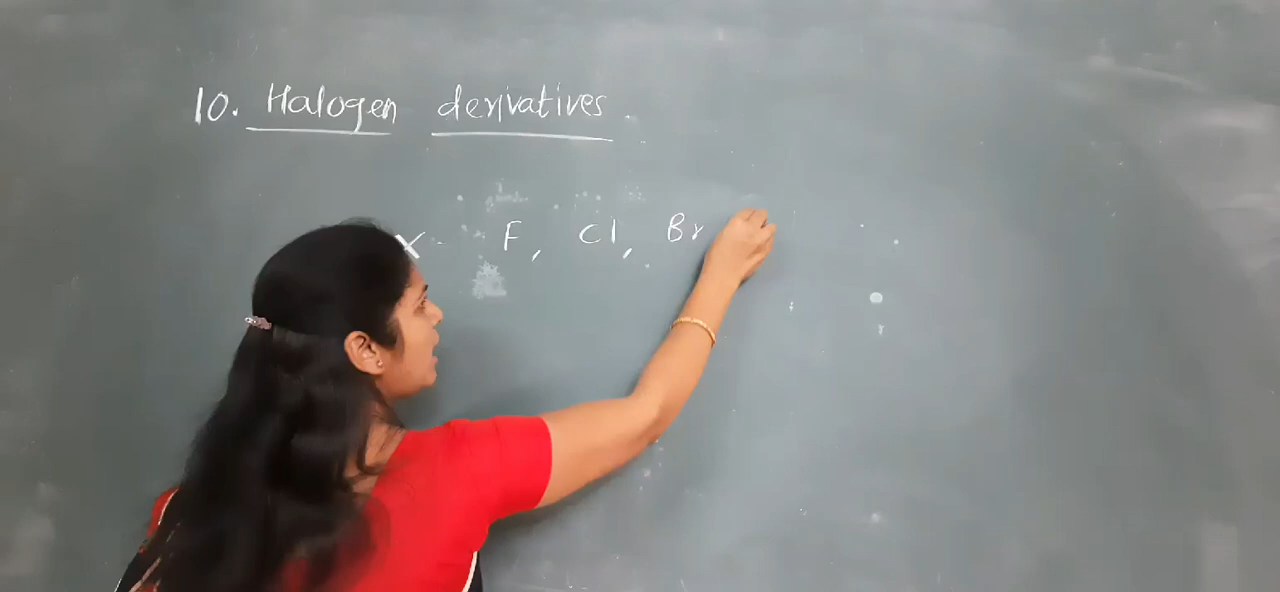 10. Halogen derivatives.
X - F, Cl, Br